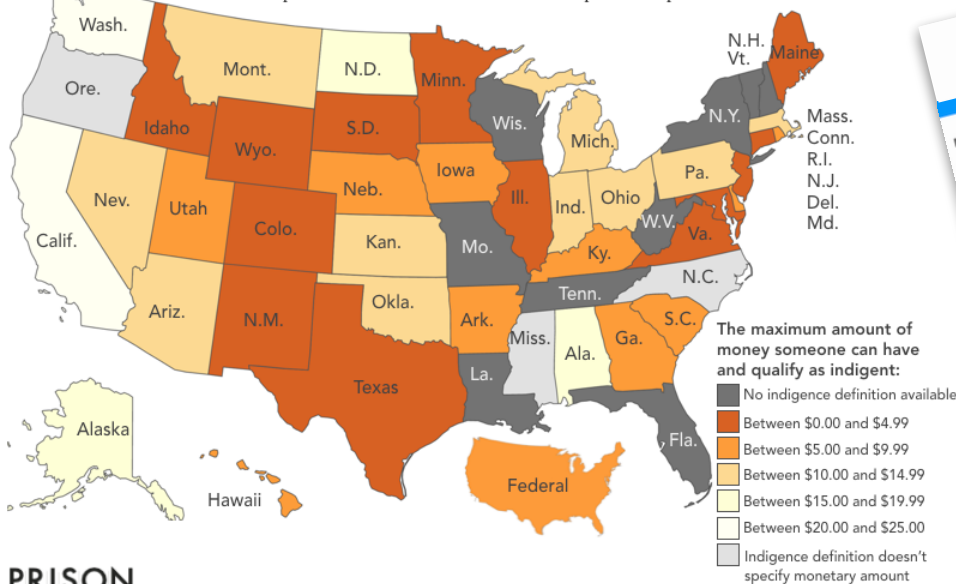 Wash.
N.H.
Vt.
Maine
Mont.
N.D.
Minn.
Ore.
Idaho
S.D.
Wis.
N.Y.
Mich.
Mass.
Conn.
R.I.
N.J.
Del.
Md.
Wyo.
Iowa
Pa.
Nev.
Utah
Neb.
Ill.
Ind.
Ohio
Calif.
Colo.
Kan.
Mo.
W.V.
Va.
Ky.
N.C.
Ariz.
N.M.
Okla.
Ark.
Tenn.
S.C.
Miss.
Ala.
Ga.
Texas
La.
Fla.
Alaska
Hawaii
Federal
The maximum amount of
money someone can have
and qualify as indigent:
No indigence definition available
Between $0.00 and $4.99
Between $5.00 and $9.99
Between $10.00 and $14.99
Between $15.00 and $19.99
Between $20.00 and $25.00
Indigence definition doesn't
specify monetary amount
PRISON